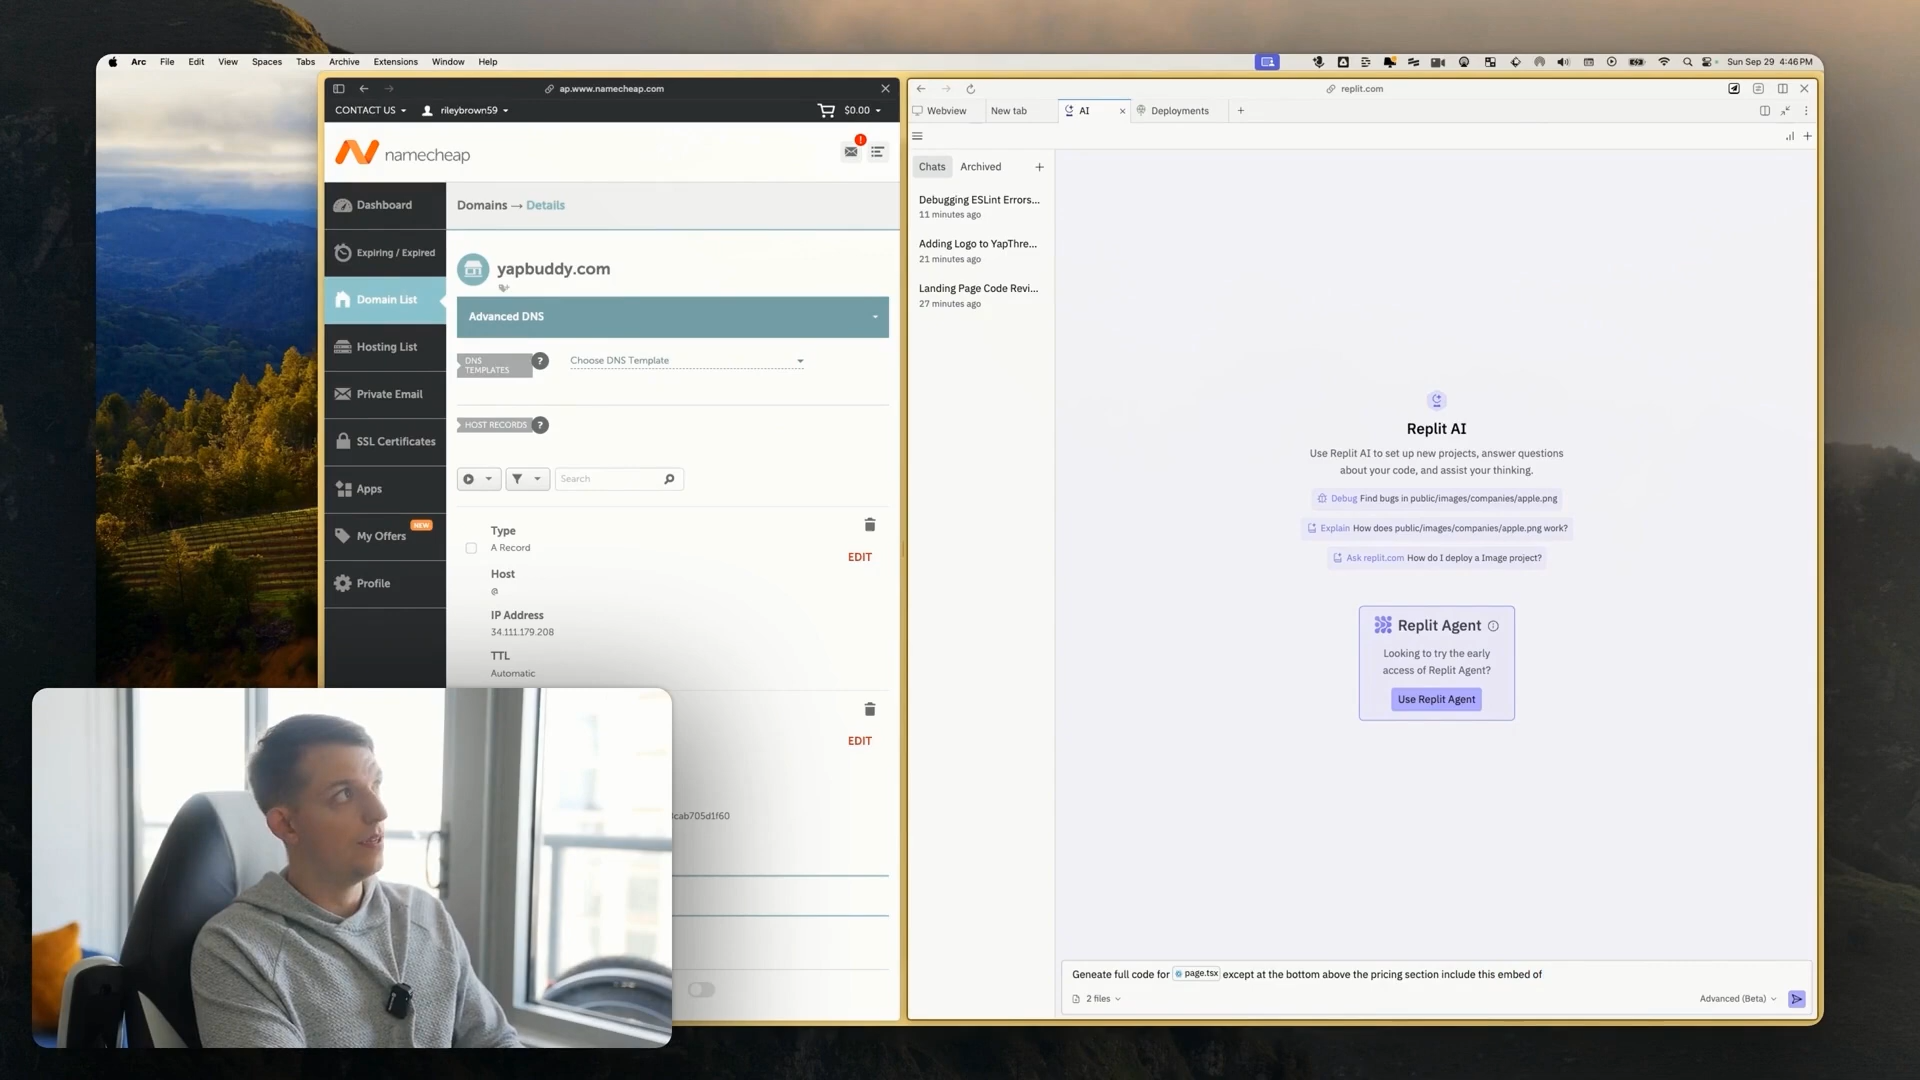 Arc File Edit View Spaces Tabs Archive Extensions Window Help
Sun Sep 29 4:46 PM
ap.www.namecheap.com
CONTACT US
rileybrown59
$0.00
namecheap
!
Dashboard
Expiring / Expired
Domain List
Hosting List
Private Email
SSL Certificates
Apps
NEW
My Offers
Profile
Domains → Details
yapbuddy.com
Advanced DNS
DNS
TEMPLATES
?
Choose DNS Template
HOST RECORDS
?
Search
Type
A Record
EDIT
Host
@
IP Address
34.111.179.208
TTL
Automatic
EDIT
cab705d1f60
replit.com
Webview
New tab
AI
Deployments
Chats
Archived
Debugging ESLint Errors...
11 minutes ago
Adding Logo to YapThre...
21 minutes ago
Landing Page Code Revi...
27 minutes ago
Replit AI
Use Replit AI to set up new projects, answer questions
about your code, and assist your thinking.
Debug Find bugs in public/images/companies/apple.png
Explain How does public/images/companies/apple.png work?
Ask replit.com How do I deploy a Image project?
Replit Agent
Looking to try the early
access of Replit Agent?
Use Replit Agent
Geneate full code for page.tsx except at the bottom above the pricing section include this embed of
2 files
Advanced (Beta)